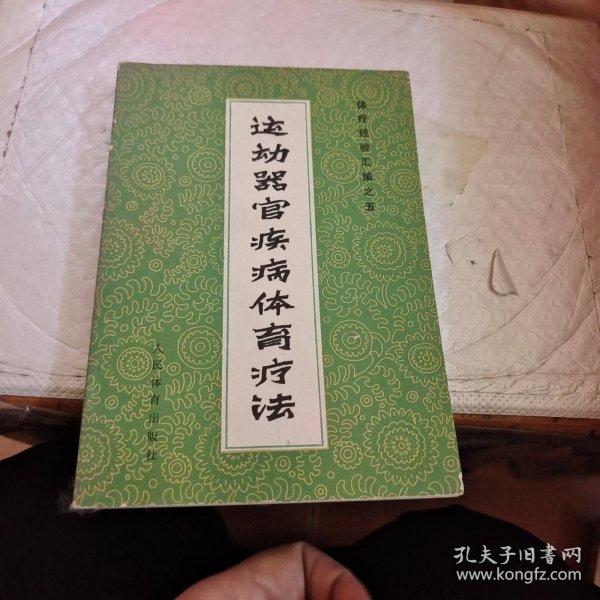 体疗经验汇编之五
运动器官疾病体育疗法
人民体育出版社
孔夫子旧书网
www.kongfz.com